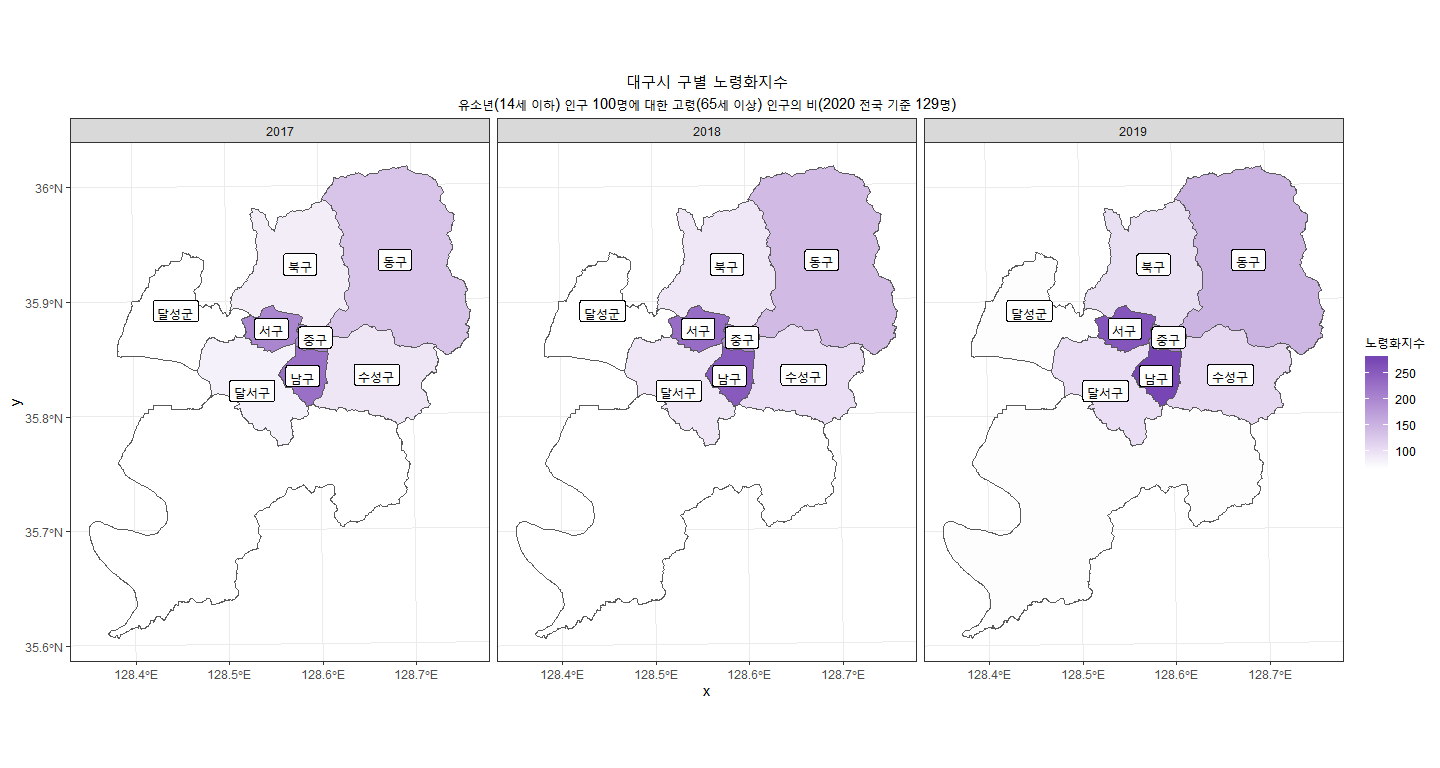 대구시 구별 노령화지수
유소년(14세 이하) 인구 100명에 대한 고령(65세 이상) 인구의 비(2020 전국 기준 129명)
2017 2018 2019
36°N
35.9°N
35.8°N
35.7°N
35.6°N
y
북구 동구
달성군
서구
중구
남구 수성구
달서구
북구 동구
달성군
서구
중구
남구 수성구
달서구
북구 동구
달성군
서구
중구
남구 수성구
달서구
128.4°E 128.5°E 128.6°E 128.7°E
128.4°E 128.5°E 128.6°E 128.7°E
128.4°E 128.5°E 128.6°E 128.7°E
x
노령화지수
250
200
150
100